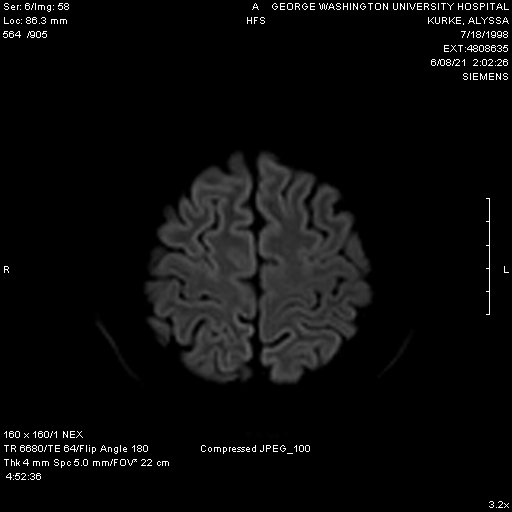 Ser: 6/Img: 58
Loc: 86.3 mm
564 /905
A
HFS
GEORGE WASHINGTON UNIVERSITY HOSPITAL
KURKE, ALYSSA
7/18/1998
EXT:4808635
6/08/21 2:02:26
SIEMENS
R
L
160 x 160/1 NEX
TR 6680/TE 64/Flip Angle 180
Thk 4 mm Spc 5.0 mm/FOV* 22 cm
4:52:36
Compressed JPEG_100
3.2x